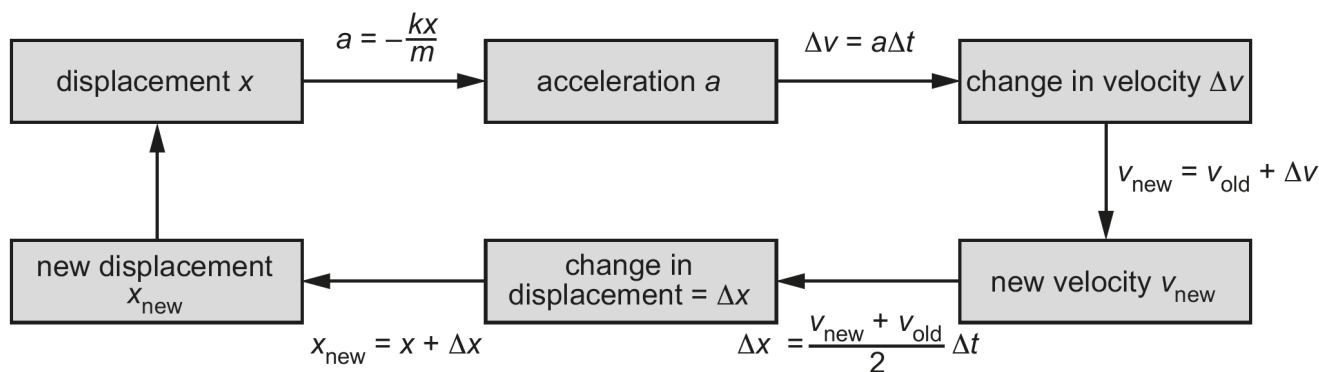 displacement x
a = −kx/m
acceleration a
Δv = aΔt
change in velocity Δv
v_new = v_old + Δv
new velocity v_new
Δx = (v_new + v_old)/2 Δt
change in
displacement = Δx
x_new = x + Δx
new displacement
x_new